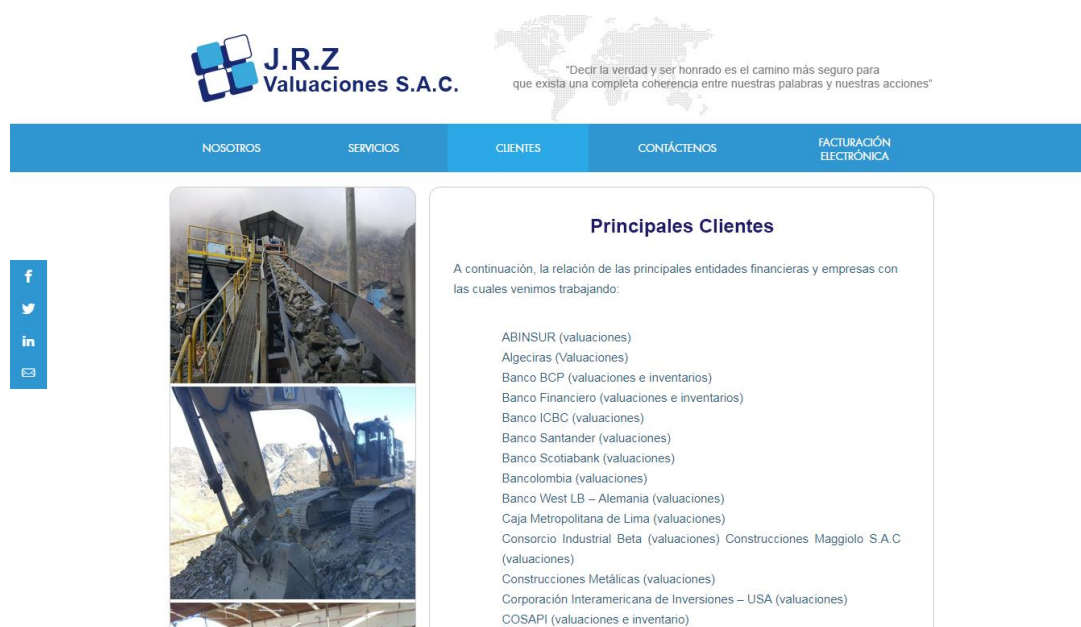 J.R.Z
Valuaciones S.A.C.
"Decir la verdad y ser honrado es el camino más seguro para
que exista una completa coherencia entre nuestras palabras y nuestras acciones"
NOSOTROS
SERVICIOS
CLIENTES
CONTÁCTENOS
FACTURACIÓN
ELECTRÓNICA
Principales Clientes
A continuación, la relación de las principales entidades financieras y empresas con
las cuales venimos trabajando:
ABINSUR (valuaciones)
Algeciras (Valuaciones)
Banco BCP (valuaciones e inventarios)
Banco Financiero (valuaciones e inventarios)
Banco ICBC (valuaciones)
Banco Santander (valuaciones)
Banco Scotiabank (valuaciones)
Bancolombia (valuaciones)
Banco West LB – Alemania (valuaciones)
Caja Metropolitana de Lima (valuaciones)
Consorcio Industrial Beta (valuaciones) Construcciones Maggiolo S.A.C
(valuaciones)
Construcciones Metálicas (valuaciones)
Corporación Interamericana de Inversiones – USA (valuaciones)
COSAPI (valuaciones e inventario)